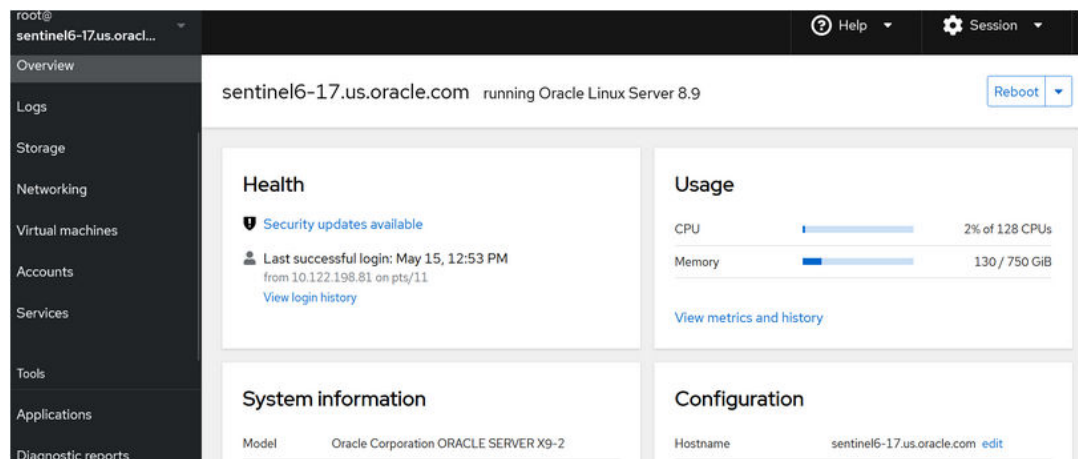 root@
sentinel6-17.us.oracl...
Help
Session
Overview
Logs
Storage
Networking
Virtual machines
Accounts
Services
Tools
Applications
Diagnostic reports
sentinel6-17.us.oracle.com running Oracle Linux Server 8.9
Reboot
Health
Security updates available
Last successful login: May 15, 12:53 PM
from 10.122.198.81 on pts/11
View login history
Usage
CPU 2% of 128 CPUs
Memory 130 / 750 GiB
View metrics and history
System information
Model Oracle Corporation ORACLE SERVER X9-2
Configuration
Hostname sentinel6-17.us.oracle.com edit